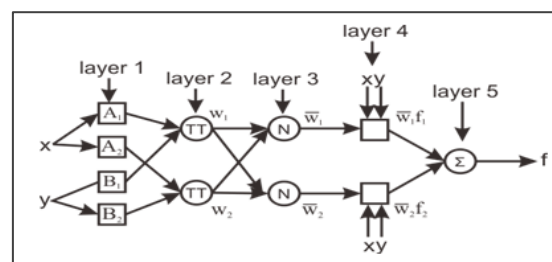 layer 4
layer 1 layer 2 layer 3 xy layer 5
A₁ TT w₁ N w̅₁ w̅₁f₁
x A₂ Σ f
B₁
y B₂ TT w₂ N w̅₂ w̅₂f₂
xy